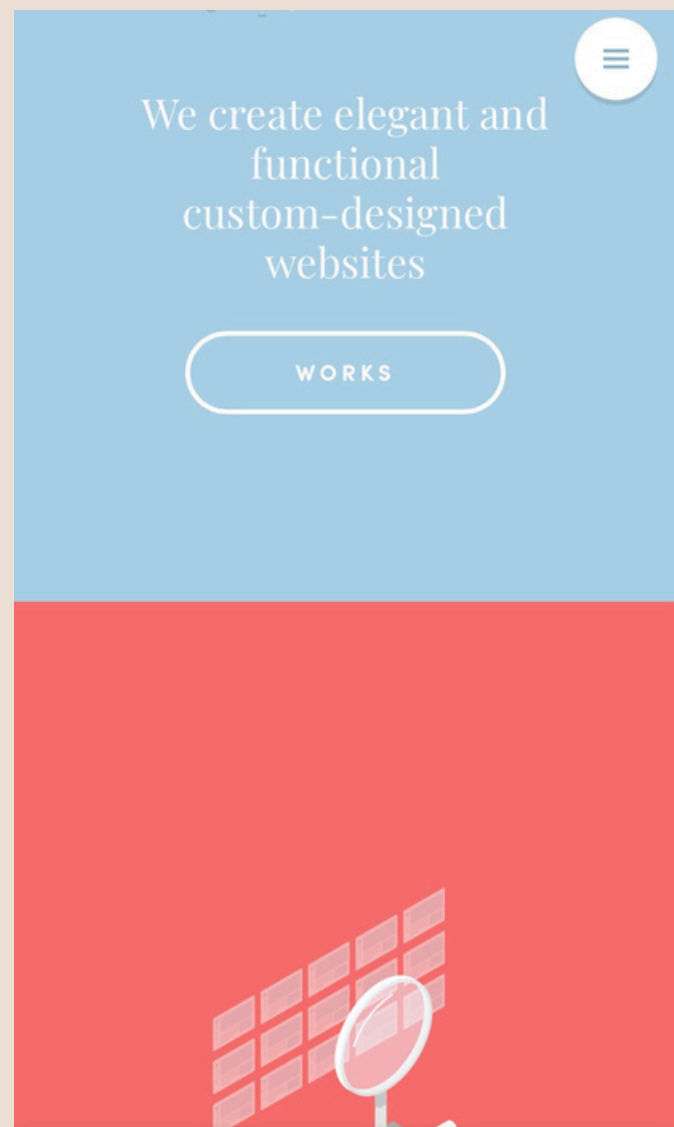 We create elegant and
functional
custom-designed
websites
WORKS